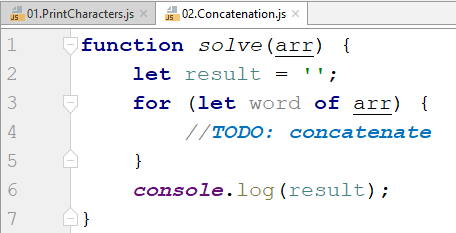 01.PrintCharacters.js 02.Concatenation.js
1 function solve(arr) {
2 let result = '';
3 for (let word of arr) {
4 //TODO: concatenate
5 }
6 console.log(result);
7 }